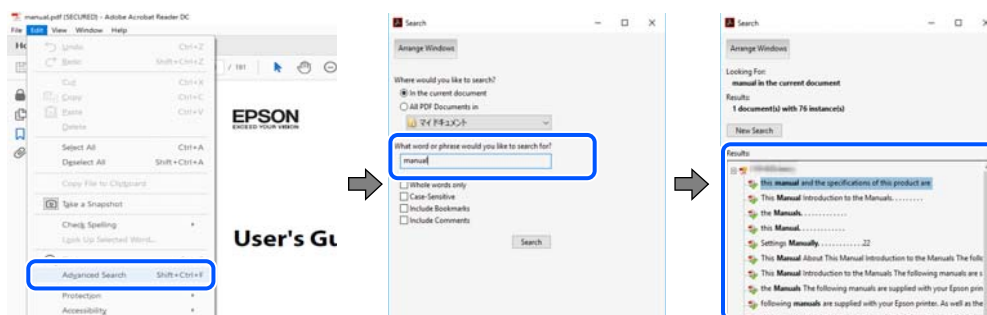 manual.pdf (SECURED) - Adobe Acrobat Reader DC
File Edit View Window Help
Undo Ctrl+Z
Redo Shift+Ctrl+Z
Cut Ctrl+X
Copy Ctrl+C
Paste Ctrl+V
Delete
Select All Ctrl+A
Deselect All Shift+Ctrl+A
Copy File to Clipboard
Take a Snapshot
Check Spelling
Look Up Selected Word...
Advanced Search Shift+Ctrl+F
Protection
Accessibility
/ 181
EPSON
EXCEED YOUR VISION
User's Gu
Search
Arrange Windows
Where would you like to search?
In the current document
All PDF Documents in
マイドキュメント
What word or phrase would you like to search for?
manual
Whole words only
Case-Sensitive
Include Bookmarks
Include Comments
Search
Search
Arrange Windows
Looking For:
manual in the current document
Results:
1 document(s) with 76 instance(s)
New Search
Results:
this manual and the specifications of this product are
This Manual Introduction to the Manuals. . . . . . . . .
the Manuals. . . . . . . . . . . . .
this Manual. . . . . . . . . . . . .
Settings Manually. . . . . . . . . . . . .22
This Manual About This Manual Introduction to the Manuals The follo
This Manual Introduction to the Manuals The following manuals are s
the Manuals The following manuals are supplied with your Epson prin
following manuals are supplied with your Epson printer. As well as the